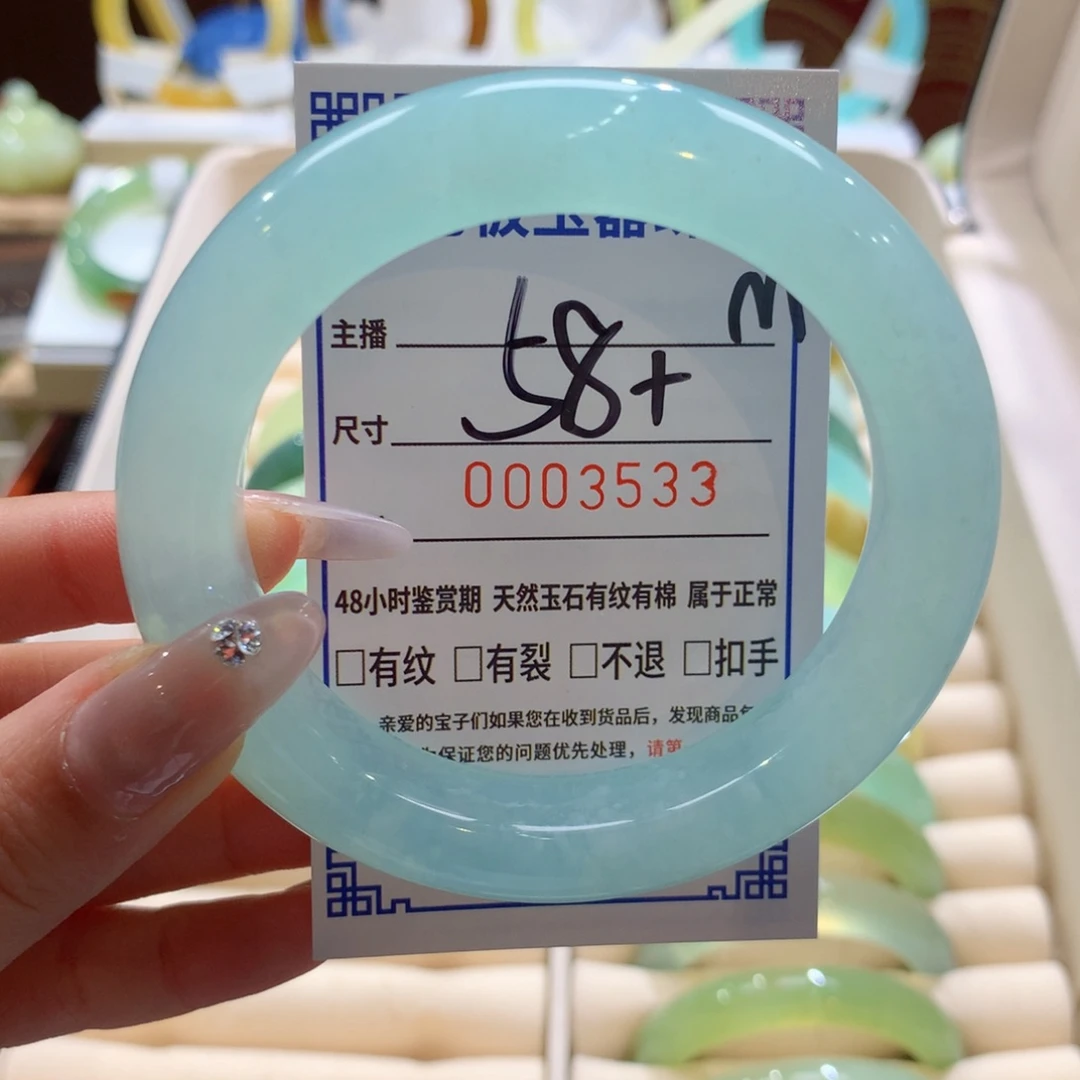 玉器
M
主播
58+
尺寸
0003533
48小时鉴赏期 天然玉石有纹有棉 属于正常
□有纹 □有裂 □不退 □扣手
亲爱的宝子们如果您在收到货品后，发现商品
保证您的问题优先处理，请第